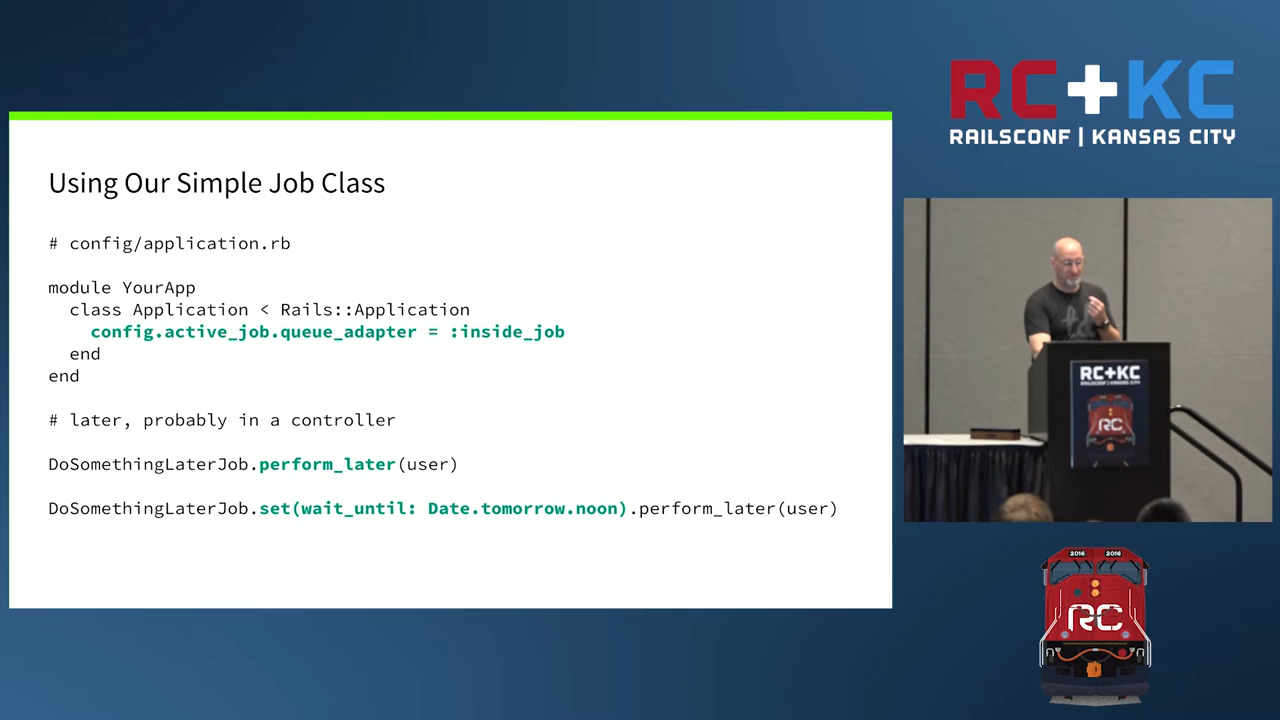 Using Our Simple Job Class
# config/application.rb
module YourApp
class Application < Rails::Application
config.active_job.queue_adapter = :inside_job
end
end
# later, probably in a controller
DoSomethingLaterJob.perform_later(user)
DoSomethingLaterJob.set(wait_until: Date.tomorrow.noon).perform_later(user)
RC+KC
RAILSCONF | KANSAS CITY
RC+KC
RAILSCONF | KANSAS CITY
RC
2016 2016
RC